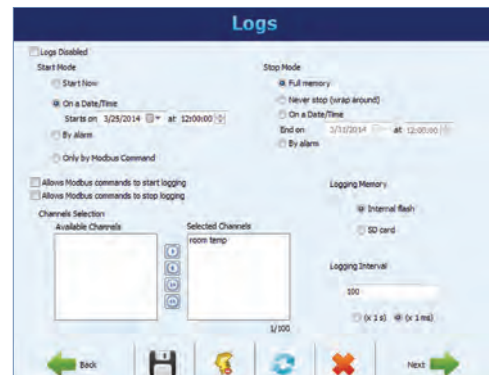 Logs
Logs Disabled
Start Mode
Start Now
On a Date/Time
Starts on 3/25/2014 at 12:00:00
By alarm
Only by Modbus Command
Stop Mode
Full memory
Never stop (wrap around)
On a Date/Time
End on 3/31/2014 at 12:00:00
By alarm
Allows Modbus commands to start logging
Allows Modbus commands to stop logging
Channels Selection
Available Channels
Selected Channels
room temp
1/100
Logging Memory
Internal flash
SD card
Logging Interval
100
(x 1 s) (x 1 ms)
Back
Next